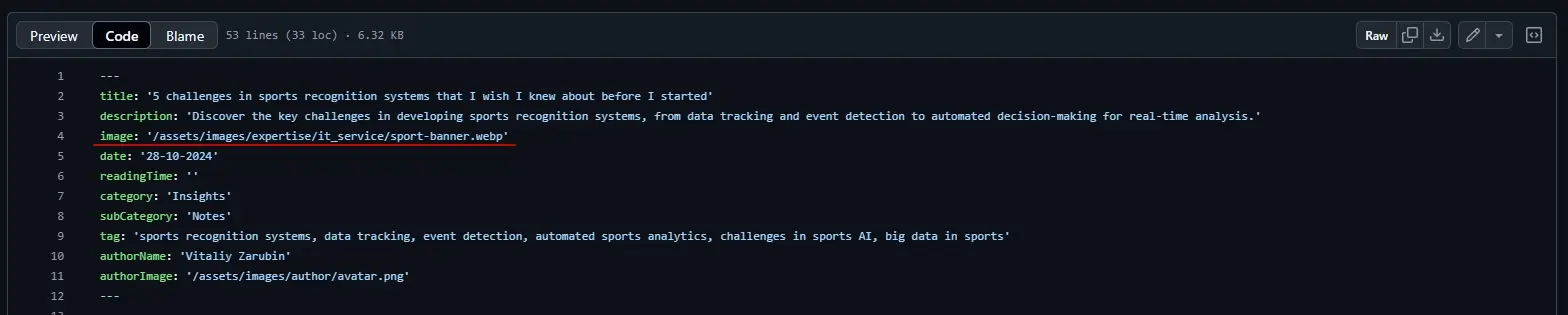 Preview Code Blame 53 lines (33 loc) · 6.32 KB Raw
1 ---
2 title: '5 challenges in sports recognition systems that I wish I knew about before I started'
3 description: 'Discover the key challenges in developing sports recognition systems, from data tracking and event detection to automated decision-making for real-time analysis.'
4 image: '/assets/images/expertise/it_service/sport-banner.webp'
5 date: '28-10-2024'
6 readingTime: ''
7 category: 'Insights'
8 subCategory: 'Notes'
9 tag: 'sports recognition systems, data tracking, event detection, automated sports analytics, challenges in sports AI, big data in sports'
10 authorName: 'Vitaliy Zarubin'
11 authorImage: '/assets/images/author/avatar.png'
12 ---